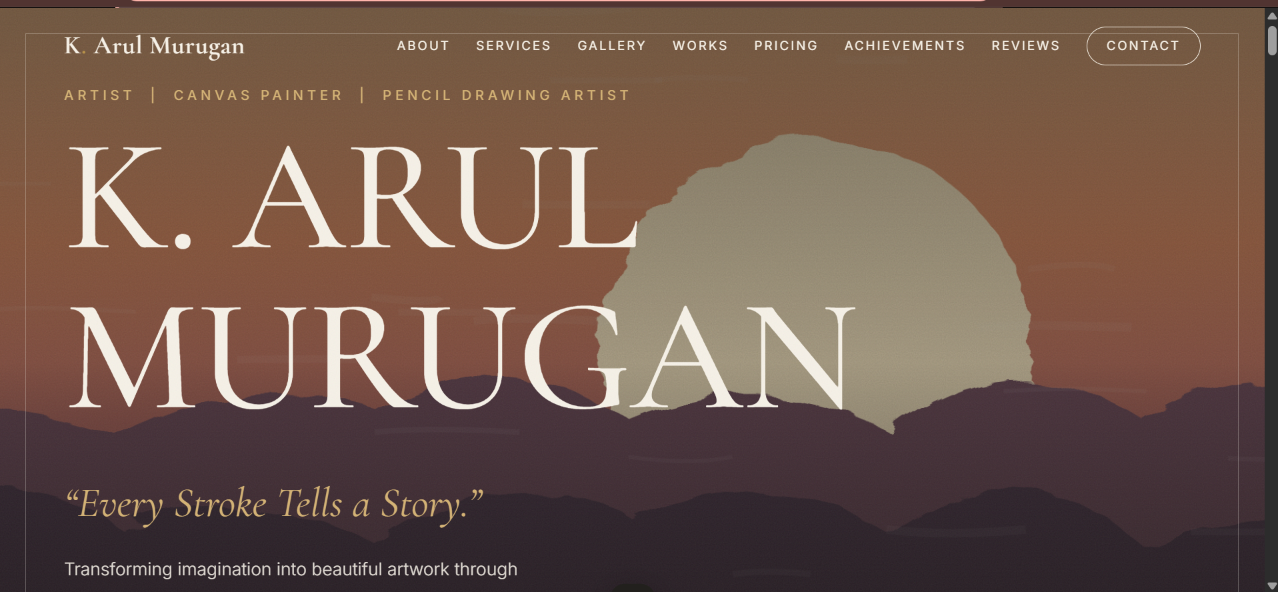 K. Arul Murugan
ABOUT SERVICES GALLERY WORKS PRICING ACHIEVEMENTS REVIEWS CONTACT
ARTIST | CANVAS PAINTER | PENCIL DRAWING ARTIST
K. ARUL
MURUGAN
“Every Stroke Tells a Story.”
Transforming imagination into beautiful artwork through